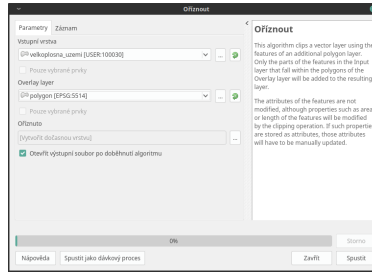 Oříznout
Parametry
Záznam
Vstupní vrstva
velkoplosna_uzemi [USER:100030]
...
Pouze vybrané prvky
Overlay layer
polygon [EPSG:5514]
...
Pouze vybrané prvky
Oříznuto
[Vytvořit dočasnou vrstvu]
...
Otevřít výstupní soubor po doběhnutí algoritmu
Oříznout
This algorithm clips a vector layer using the
features of an additional polygon layer.
Only the parts of the features in the Input
layer that fall within the polygons of the
Overlay layer will be added to the resulting
layer.
The attributes of the features are not
modified, although properties such as area
or length of the features will be modified
by the clipping operation. If such properties
are stored as attributes, those attributes
will have to be manually updated.
0%
Storno
Nápověda
Spustit jako dávkový proces
Zavřít
Spustit